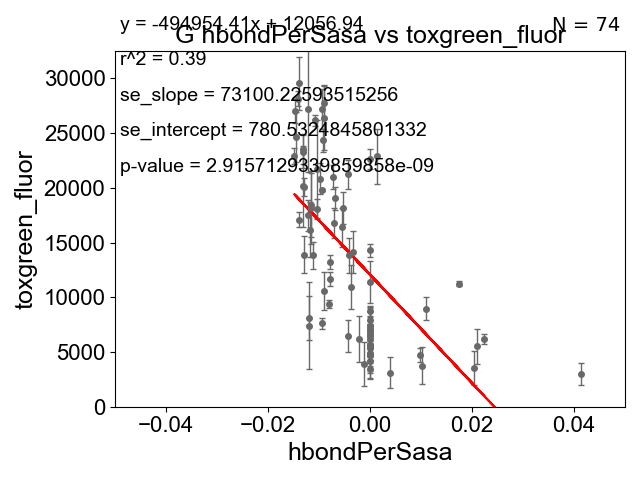 y = -494954.41x + 12056.94
N = 74
G hbondPerSasa vs toxgreen_fluor
r^2 = 0.39
se_slope = 73100.22593515256
se_intercept = 780.5324845801332
p-value = 2.9157129339859858e-09
30000
25000
20000
15000
10000
5000
0
toxgreen_fluor
−0.04
−0.02
0.00
0.02
0.04
hbondPerSasa